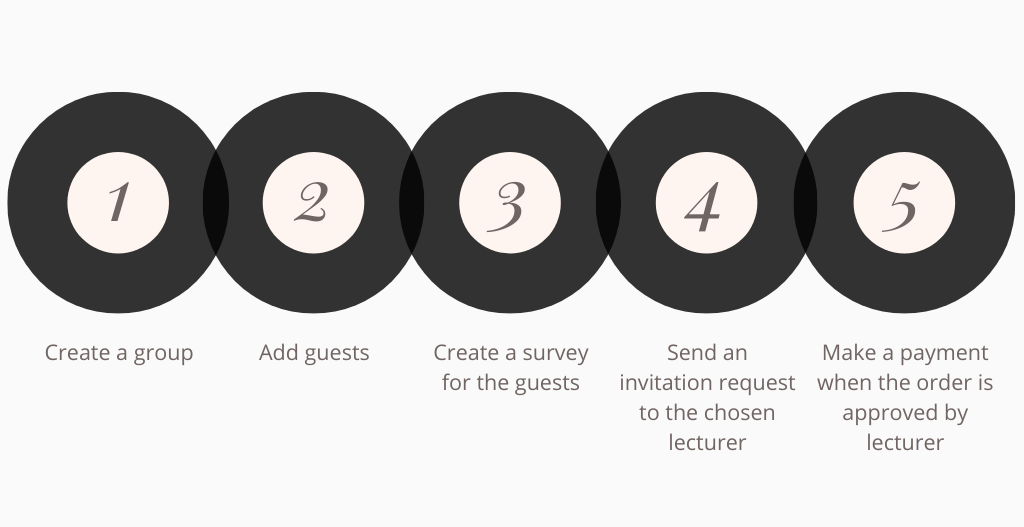 1
2
3
4
5
Create a group
Add guests
Create a survey
for the guests
Send an
invitation request
to the chosen
lecturer
Make a payment
when the order is
approved by
lecturer